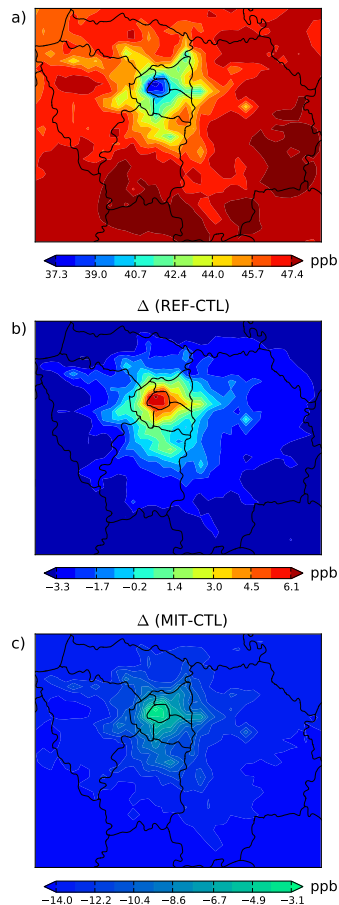 a)
ppb
37.3 39.0 40.7 42.4 44.0 45.7 47.4
Δ (REF-CTL)
b)
ppb
−3.3 −1.7 −0.2 1.4 3.0 4.5 6.1
Δ (MIT-CTL)
c)
ppb
−14.0 −12.2 −10.4 −8.6 −6.7 −4.9 −3.1